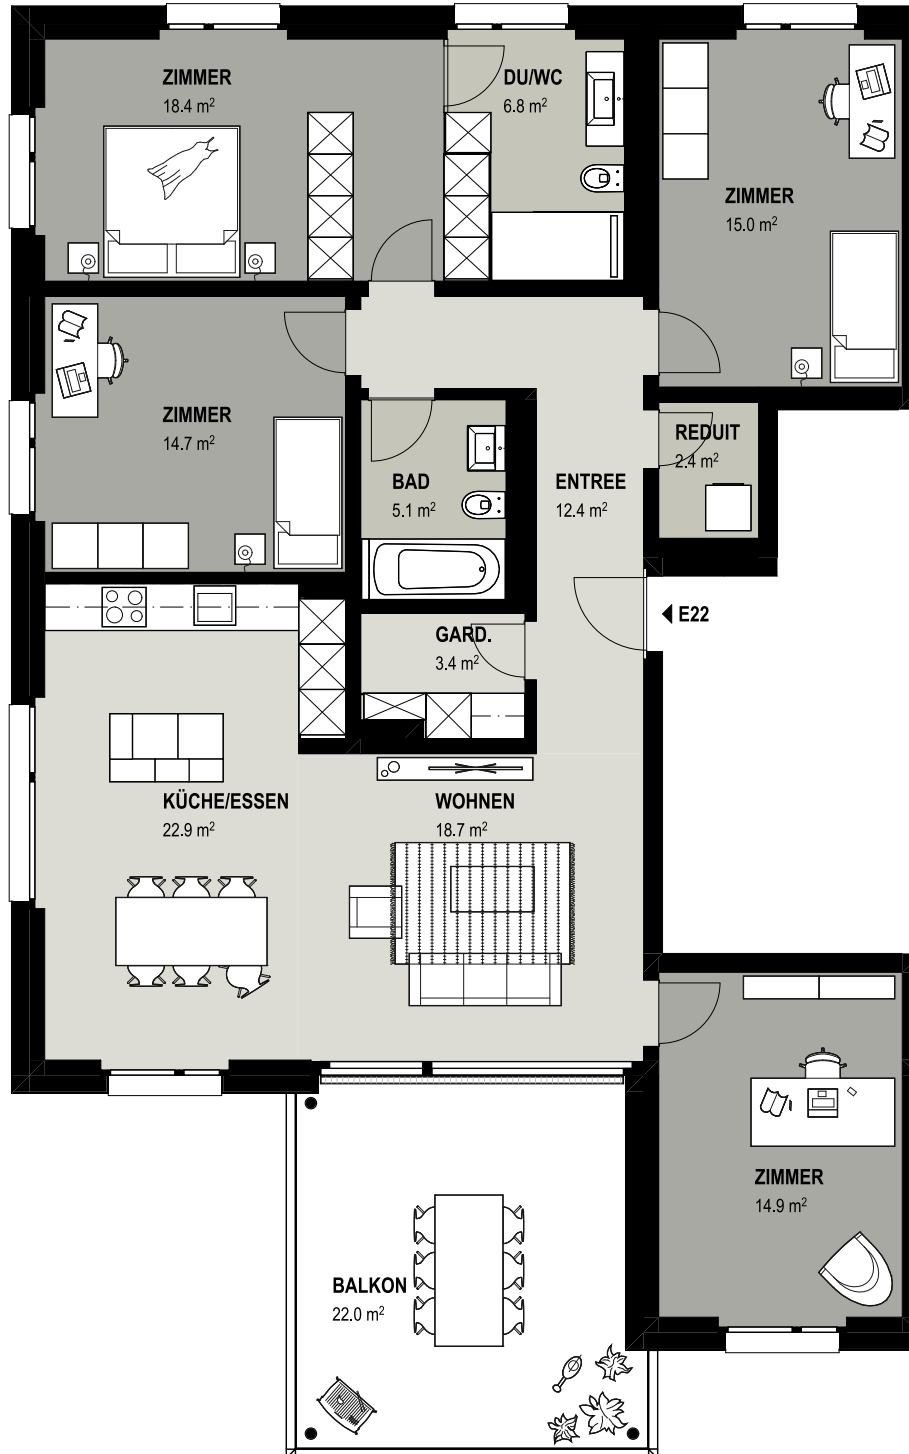 ZIMMER
18.4 m²
DU/WC
6.8 m²
ZIMMER
15.0 m²
ZIMMER
14.7 m²
BAD
5.1 m²
ENTREE
12.4 m²
REDUIT
2.4 m²
E22
GARD.
3.4 m²
KÜCHE/ESSEN
22.9 m²
WOHNEN
18.7 m²
ZIMMER
14.9 m²
BALKON
22.0 m²